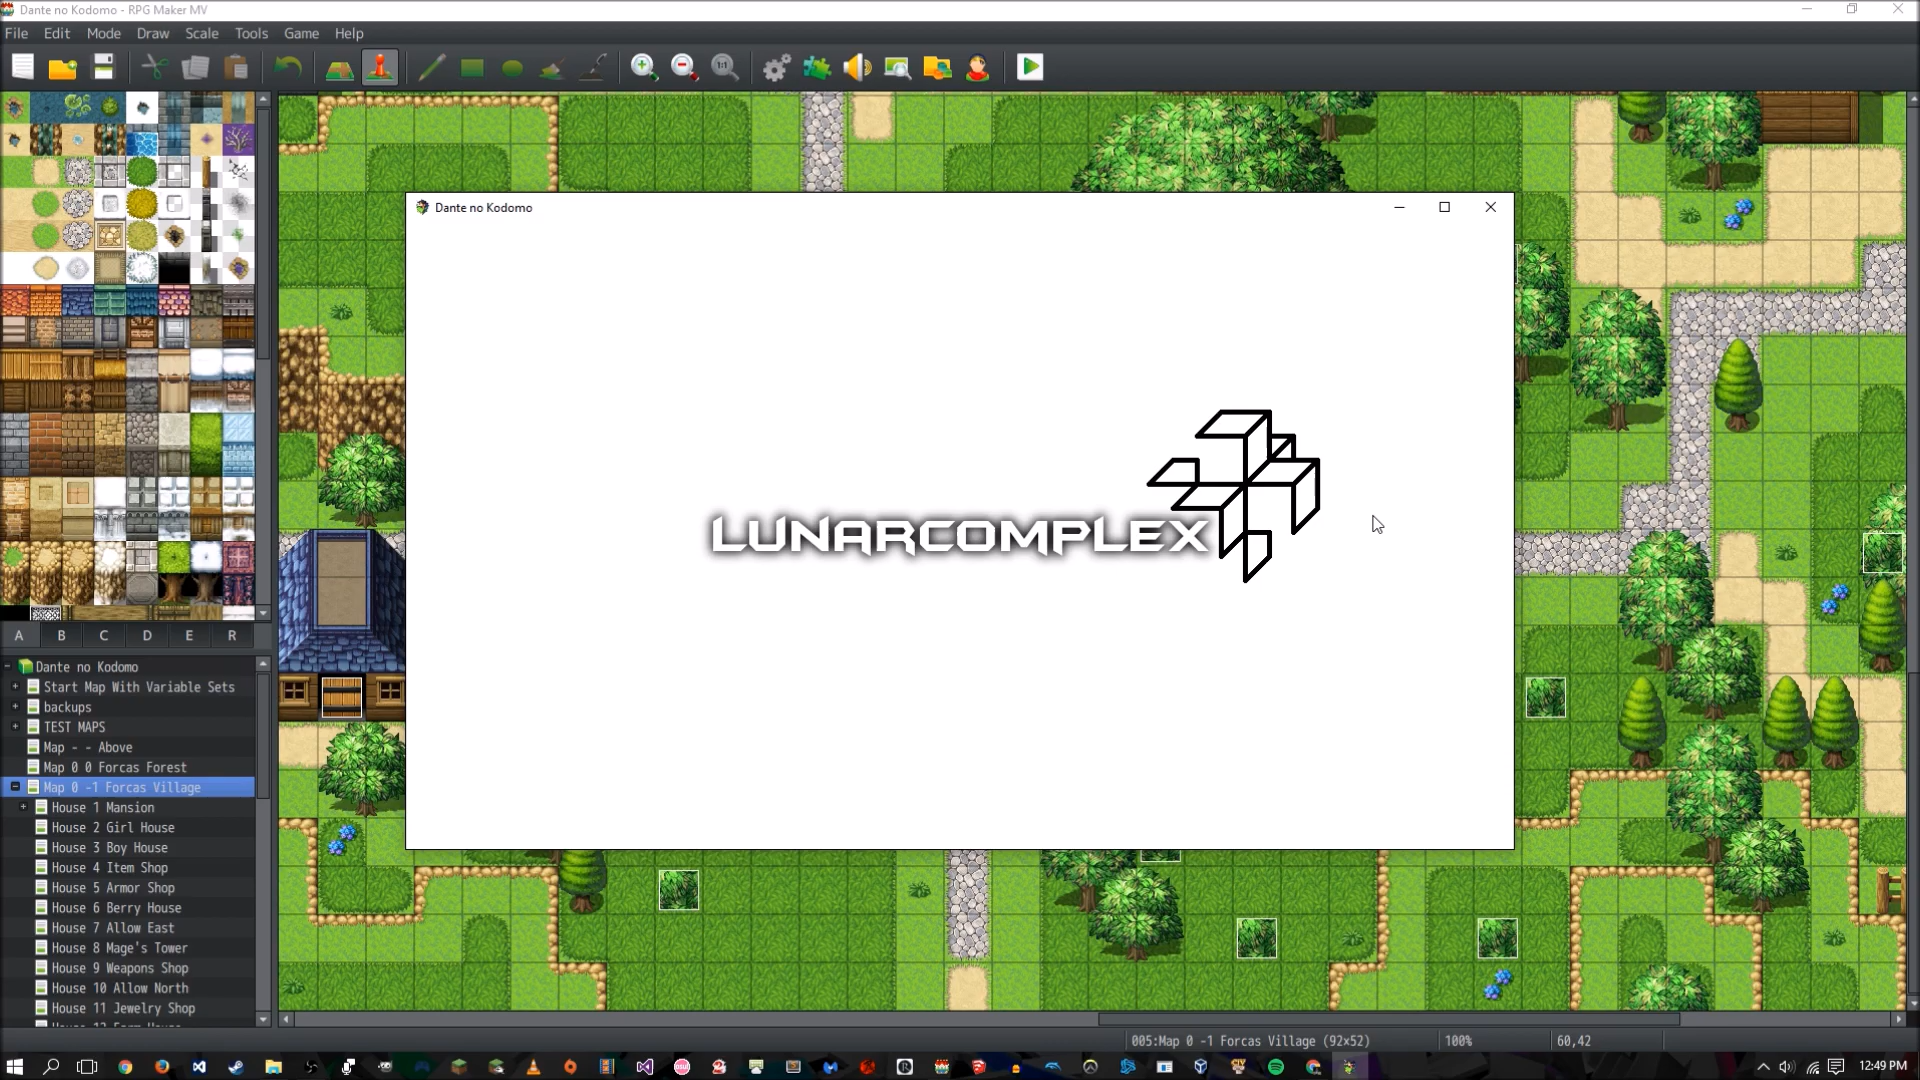 Dante no Kodomo - RPG Maker MV
File Edit Mode Draw Scale Tools Game Help
1:1
Dante no Kodomo
LUNARCOMPLEX
A B C D E R
Dante no Kodomo
Start Map With Variable Sets
backups
TEST MAPS
Map - - Above
Map 0 0 Forcas Forest
Map 0 -1 Forcas Village
House 1 Mansion
House 2 Girl House
House 3 Boy House
House 4 Item Shop
House 5 Armor Shop
House 6 Berry House
House 7 Allow East
House 8 Mage's Tower
House 9 Weapons Shop
House 10 Allow North
House 11 Jewelry Shop
005:Map 0 -1 Forcas Village (92x52) 100% 60,42
12:49 PM